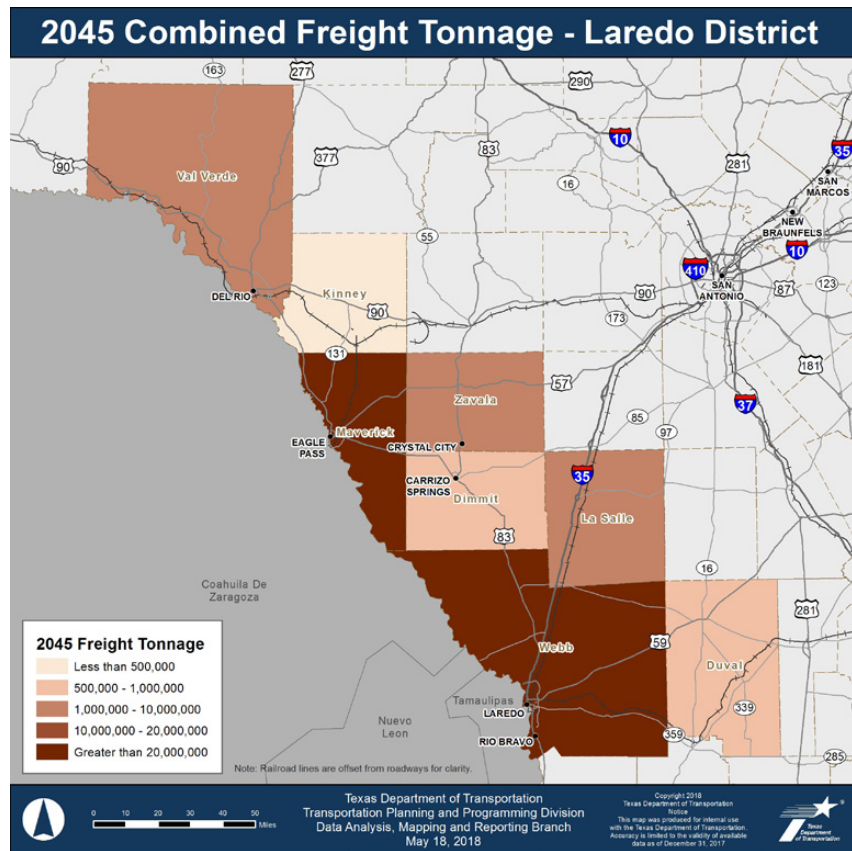 2045 Combined Freight Tonnage - Laredo District
163
277
290
10
35
90
377
83
281
Val Verde
16
SAN
MARCOS
NEW
BRAUNFELS
55
10
410
SAN
ANTONIO
DEL RIO
Kinney
90
90
87
123
173
131
181
57
Zavala
37
85
97
EAGLE
PASS
Maverick
CRYSTAL CITY
CARRIZO
SPRINGS
Dimmit
35
La Salle
83
16
Coahuila De
Zaragoza
281
59
Webb
Duval
2045 Freight Tonnage
Less than 500,000
500,000 - 1,000,000
1,000,000 - 10,000,000
10,000,000 - 20,000,000
Greater than 20,000,000
Tamaulipas
LAREDO
339
Nuevo
Leon
RIO BRAVO
359
285
Note: Railroad lines are offset from roadways for clarity.
0 10 20 30 40 50
Miles
Texas Department of Transportation
Transportation Planning and Programming Division
Data Analysis, Mapping and Reporting Branch
May 18, 2018
Copyright 2018
Texas Department of Transportation
Notice
This map was produced for internal use
with the Texas Department of Transportation.
Accuracy is limited to the validity of available
data as of December 31, 2017
Texas
Department
of Transportation
®